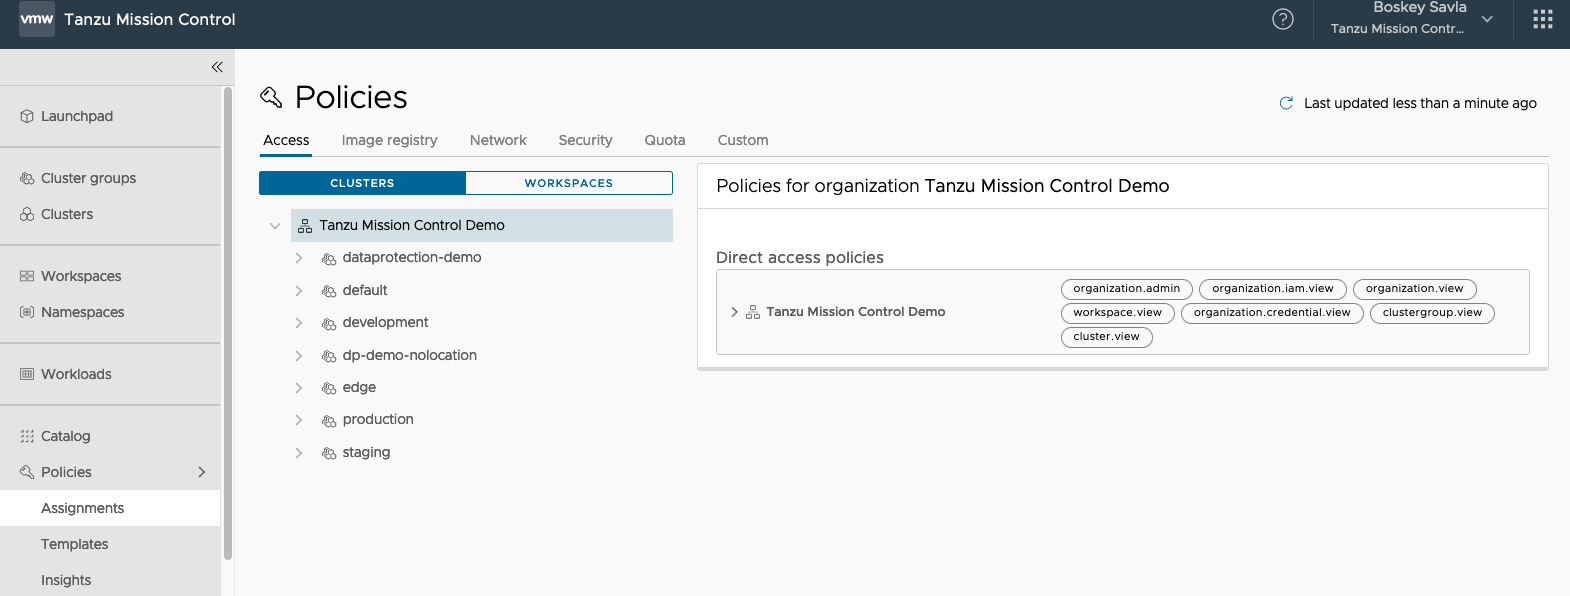 vmw Tanzu Mission Control
Boskey Savla
Tanzu Mission Contr...
Launchpad
Cluster groups
Clusters
Workspaces
Namespaces
Workloads
Catalog
Policies
Assignments
Templates
Insights
Policies
Last updated less than a minute ago
Access Image registry Network Security Quota Custom
CLUSTERS WORKSPACES
Tanzu Mission Control Demo
dataprotection-demo
default
development
dp-demo-nolocation
edge
production
staging
Policies for organization Tanzu Mission Control Demo
Direct access policies
Tanzu Mission Control Demo
organization.admin organization.iam.view organization.view
workspace.view organization.credential.view clustergroup.view
cluster.view